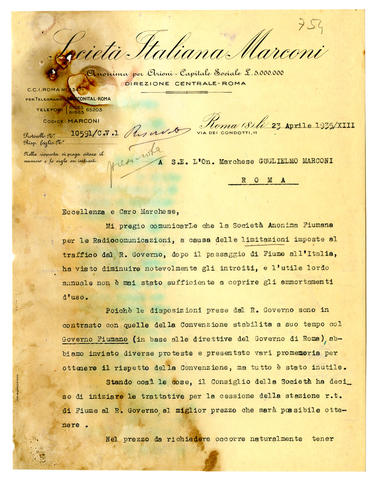 754
Società Italiana Marconi
Anonima per Azioni - Capitale Sociale L. 5.000.000
DIREZIONE CENTRALE - ROMA
C.C.I. ROMA
PER TELEGRAMMI: MARCONITAL-ROMA
TELEFONI
CODICE: MARCONI
Protocollo N. 10591/C.V.1
Risp. foglio N.
Nella risposta si prega citare il
numero e la sigla su indicati.
Roma (81) lì 23 Aprile 1935/XIII
VIA DEI CONDOTTI, 11
A S.E. L'On. Marchese GUGLIELMO MARCONI
R O M A
Eccellenza e Caro Marchese,
Mi pregio comunicarLe che la Società Anonima Fiumana
per le Radiocomunicazioni, a causa delle limitazioni imposte al
traffico dal R. Governo, dopo il passaggio di Fiume all'Italia,
ha visto diminuire notevolmente gli introiti, e l'utile lordo
annuale non è mai stato sufficiente a coprire gli ammortamenti
d'uso.
Poichè le disposizioni prese dal R. Governo sono in
contrasto con quelle della Convenzione stabilita a suo tempo col
Governo Fiumano (in base alle direttive del Governo di Roma), ab-
biamo inviato diverse proteste e presentato vari promemoria per
ottenere il rispetto della Convenzione, ma tutto è stato inutile.
Stando così le cose, il Consiglio della Società ha deci
so di iniziare le trattative per la cessione della stazione r.t.
di Fiume al R. Governo al miglior prezzo che sarà possibile otte-
nere .
Nel prezzo da richiedere occorre naturalmente tener